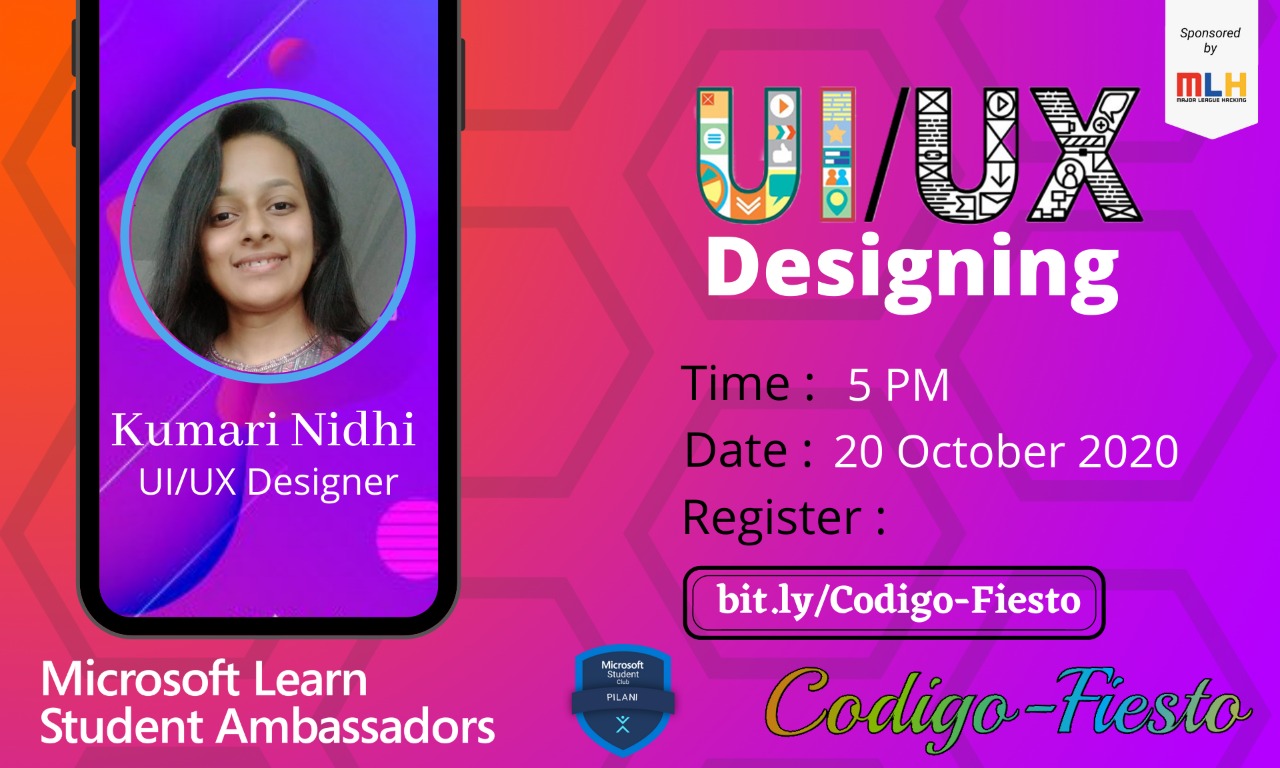 Sponsored
by
MLH
MAJOR LEAGUE HACKING
UI/UX
Designing
Kumari Nidhi
UI/UX Designer
Time : 5 PM
Date : 20 October 2020
Register :
bit.ly/Codigo-Fiesto
Microsoft Learn
Student Ambassadors
Microsoft
Student
Club
PILANI
Codigo-Fiesto